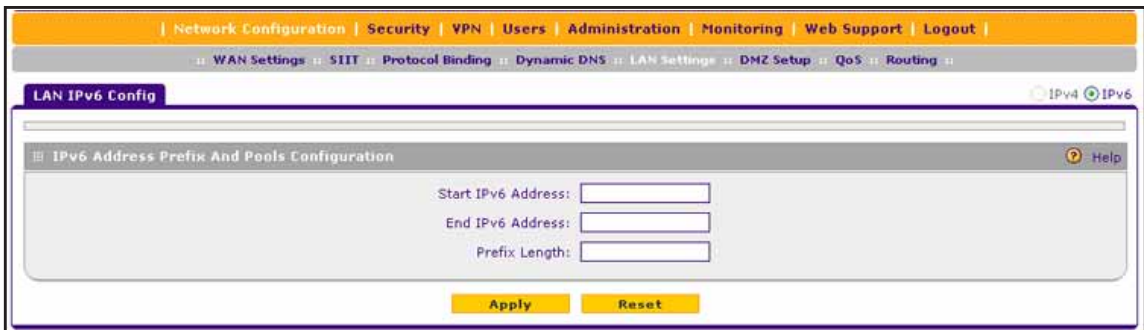 | Network Configuration | Security | VPN | Users | Administration | Monitoring | Web Support | Logout |
:: WAN Settings :: SIIT :: Protocol Binding :: Dynamic DNS :: LAN Settings :: DMZ Setup :: QoS :: Routing ::
LAN IPv6 Config IPv4 IPv6
IPv6 Address Prefix And Pools Configuration ? Help
Start IPv6 Address:
End IPv6 Address:
Prefix Length:
Apply Reset